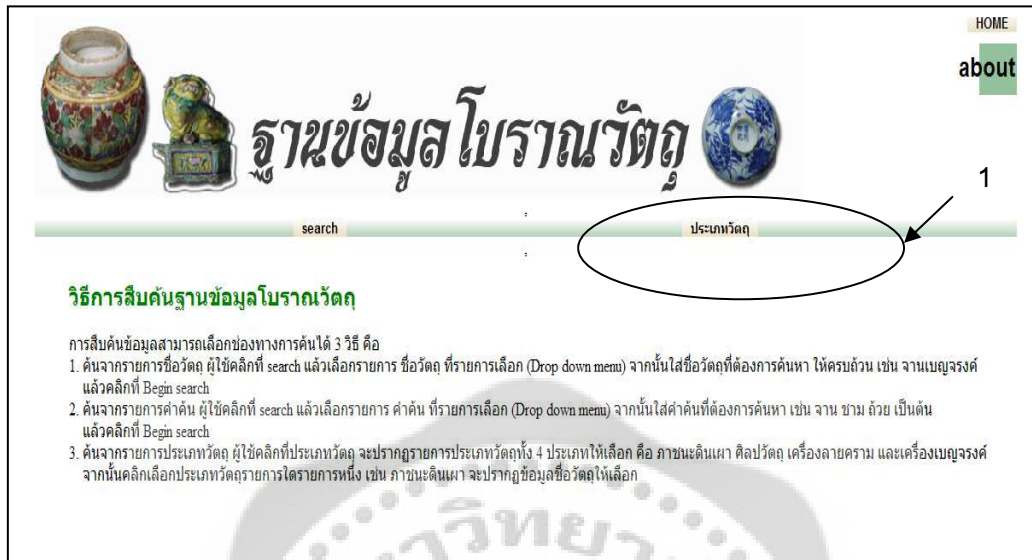 HOME
about
ฐานข้อมูลโบราณวัตถุ
1
search
ประเภทวัตถุ
วิธีการสืบค้นฐานข้อมูลโบราณวัตถุ
การสืบค้นข้อมูลสามารถเลือกช่องทางการค้นได้ 3 วิธี คือ
1. ค้นจากรายการชื่อวัตถุ ผู้ใช้คลิกที่ search แล้วเลือกรายการ ชื่อวัตถุ ที่รายการเลือก (Drop down menu) จากนั้นใส่ชื่อวัตถุที่ต้องการค้นหา ให้ครบถ้วน เช่น จานเบญจรงค์
แล้วคลิกที่ Begin search
2. ค้นจากรายการคำค้น ผู้ใช้คลิกที่ search แล้วเลือกรายการ คำค้น ที่รายการเลือก (Drop down menu) จากนั้นใส่คำค้นที่ต้องการค้นหา เช่น จาน ชาม ถ้วย เป็นต้น
แล้วคลิกที่ Begin search
3. ค้นจากรายการประเภทวัตถุ ผู้ใช้คลิกที่ประเภทวัตถุ จะปรากฏรายการประเภทวัตถุทั้ง 4 ประเภทให้เลือก คือ ภาชนะดินเผา ศิลปวัตถุ เครื่องลายคราม และเครื่องเบญจรงค์
จากนั้นคลิกเลือกประเภทวัตถุรายการใดรายการหนึ่ง เช่น ภาชนะดินเผา จะปรากฏข้อมูลชื่อวัตถุให้เลือก